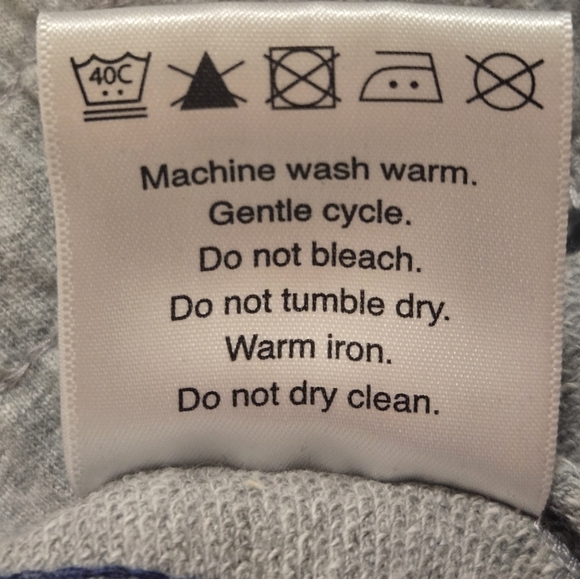 40C
Machine wash warm.
Gentle cycle.
Do not bleach.
Do not tumble dry.
Warm iron.
Do not dry clean.